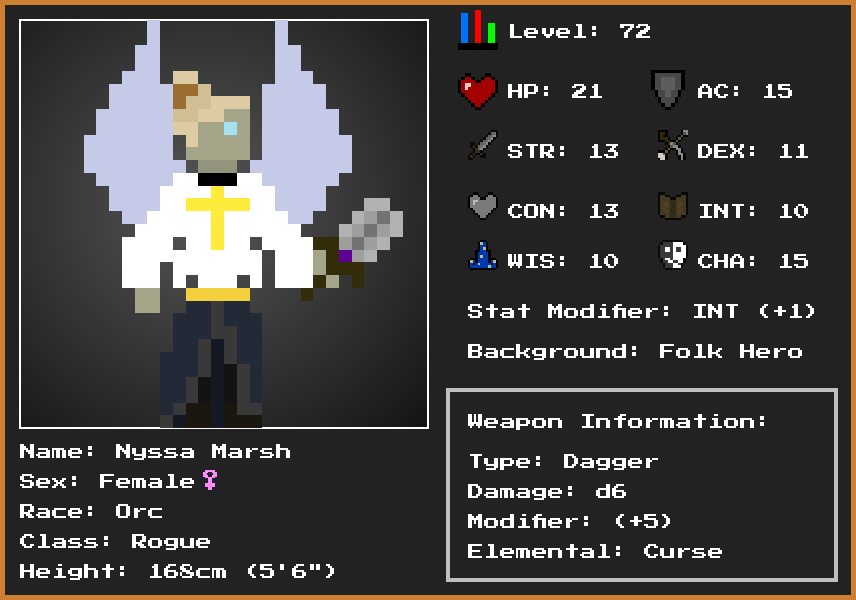 Level: 72
HP: 21
AC: 15
STR: 13
DEX: 11
CON: 13
INT: 10
WIS: 10
CHA: 15
Stat Modifier: INT (+1)
Background: Folk Hero
Weapon Information:
Type: Dagger
Damage: d6
Modifier: (+5)
Elemental: Curse
Name: Nyssa Marsh
Sex: Female♀
Race: Orc
Class: Rogue
Height: 168cm (5'6")